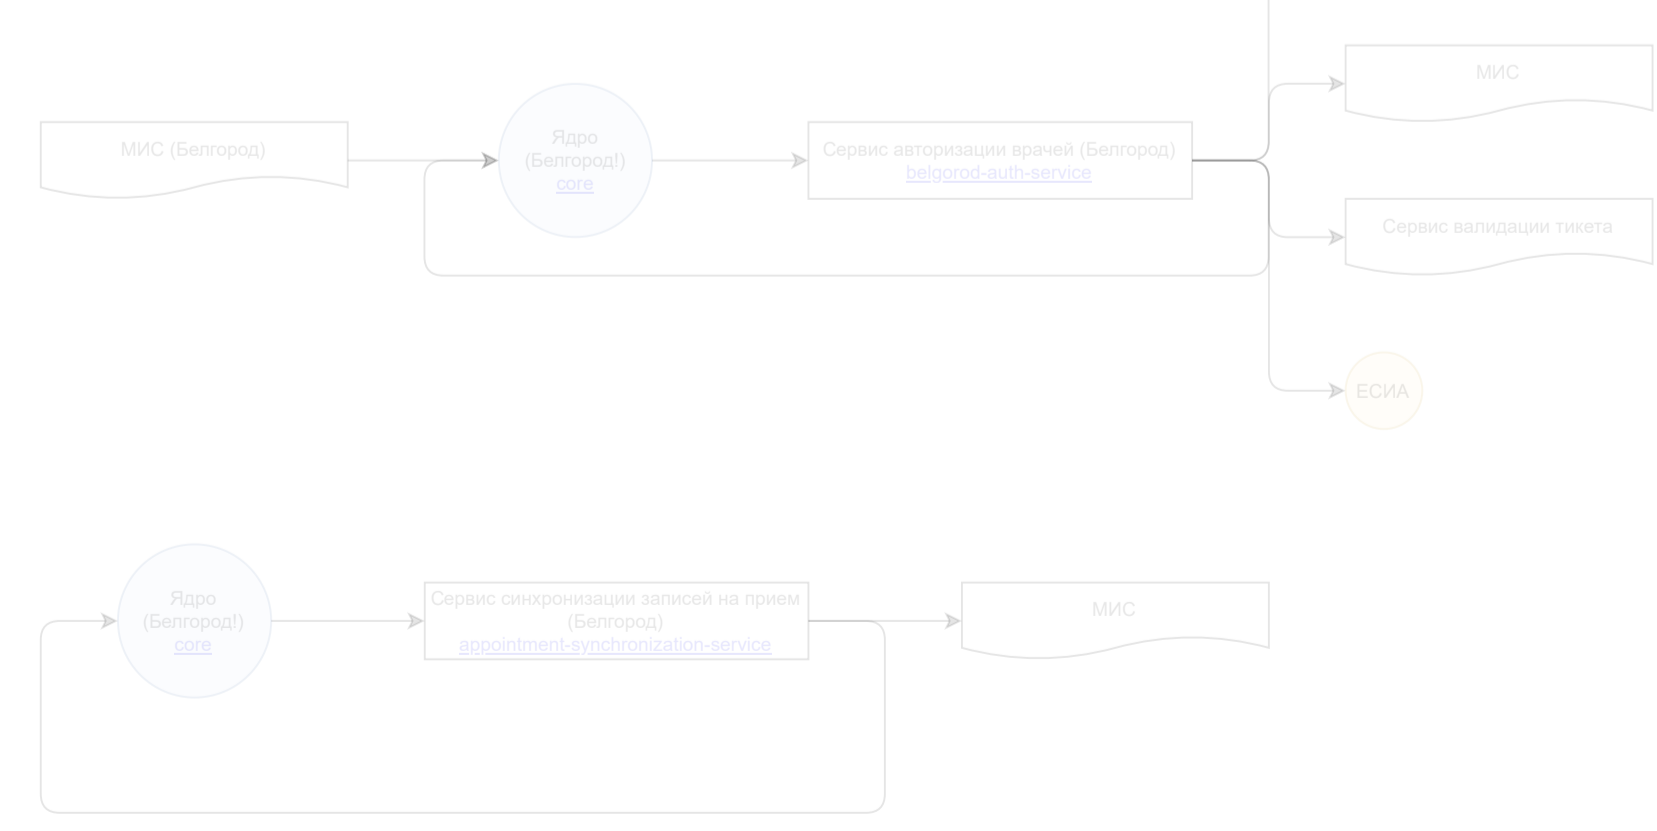 МИС
МИС (Белгород)
Ядро
(Белгород!)
core
Сервис авторизации врачей (Белгород)
belgorod-auth-service
Сервис валидации тикета
ЕСИА
Ядро
(Белгород!)
core
Сервис синхронизации записей на прием
(Белгород)
appointment-synchronization-service
МИС